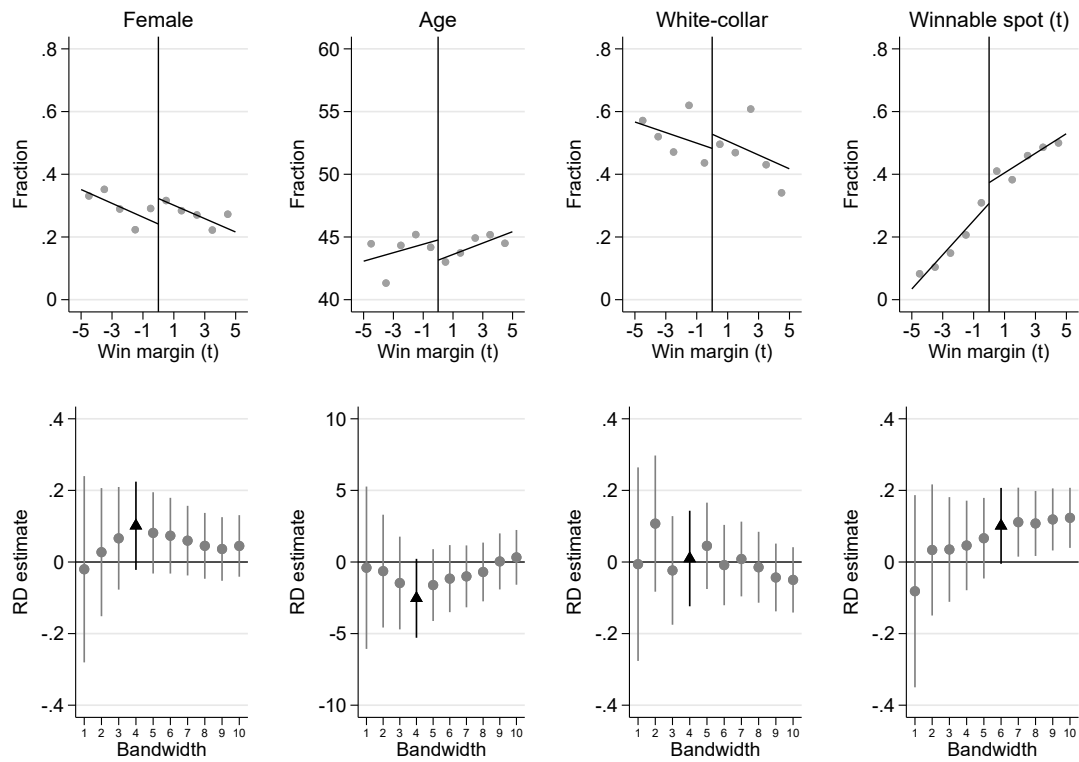 Female
Age
White-collar
Winnable spot (t)
.8
.6
.4
.2
0
Fraction
-5 -3 -1 1 3 5
Win margin (t)
60
55
50
45
40
Fraction
-5 -3 -1 1 3 5
Win margin (t)
.8
.6
.4
.2
0
Fraction
-5 -3 -1 1 3 5
Win margin (t)
.8
.6
.4
.2
0
Fraction
-5 -3 -1 1 3 5
Win margin (t)
.4
.2
0
-.2
-.4
RD estimate
1 2 3 4 5 6 7 8 9 10
Bandwidth
10
5
0
-5
-10
RD estimate
1 2 3 4 5 6 7 8 9 10
Bandwidth
.4
.2
0
-.2
-.4
RD estimate
1 2 3 4 5 6 7 8 9 10
Bandwidth
.4
.2
0
-.2
-.4
RD estimate
1 2 3 4 5 6 7 8 9 10
Bandwidth